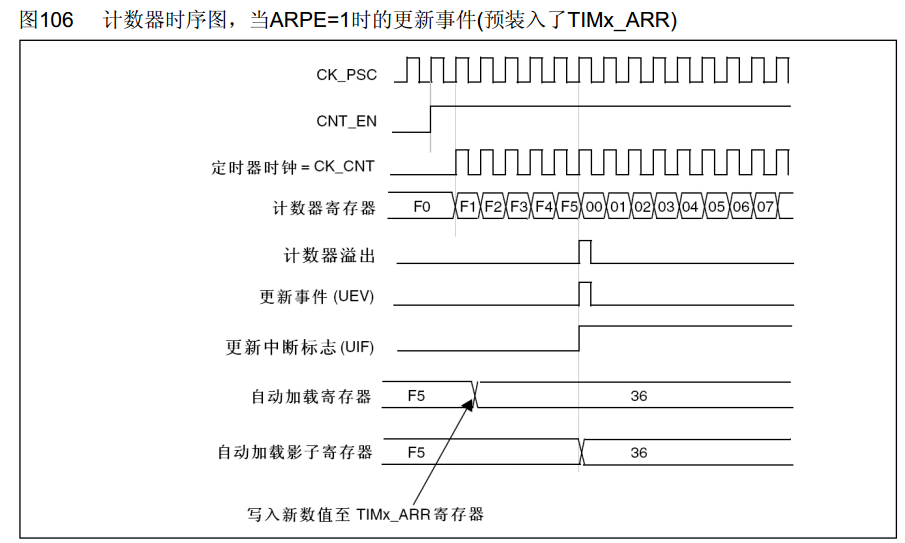 图106 计数器时序图，当ARPE=1时的更新事件(预装入了TIMx_ARR)
CK_PSC
CNT_EN
定时器时钟 = CK_CNT
计数器寄存器 F0 F1 F2 F3 F4 F5 00 01 02 03 04 05 06 07
计数器溢出
更新事件 (UEV)
更新中断标志 (UIF)
自动加载寄存器 F5 36
自动加载影子寄存器 F5 36
写入新数值至 TIMx_ARR 寄存器